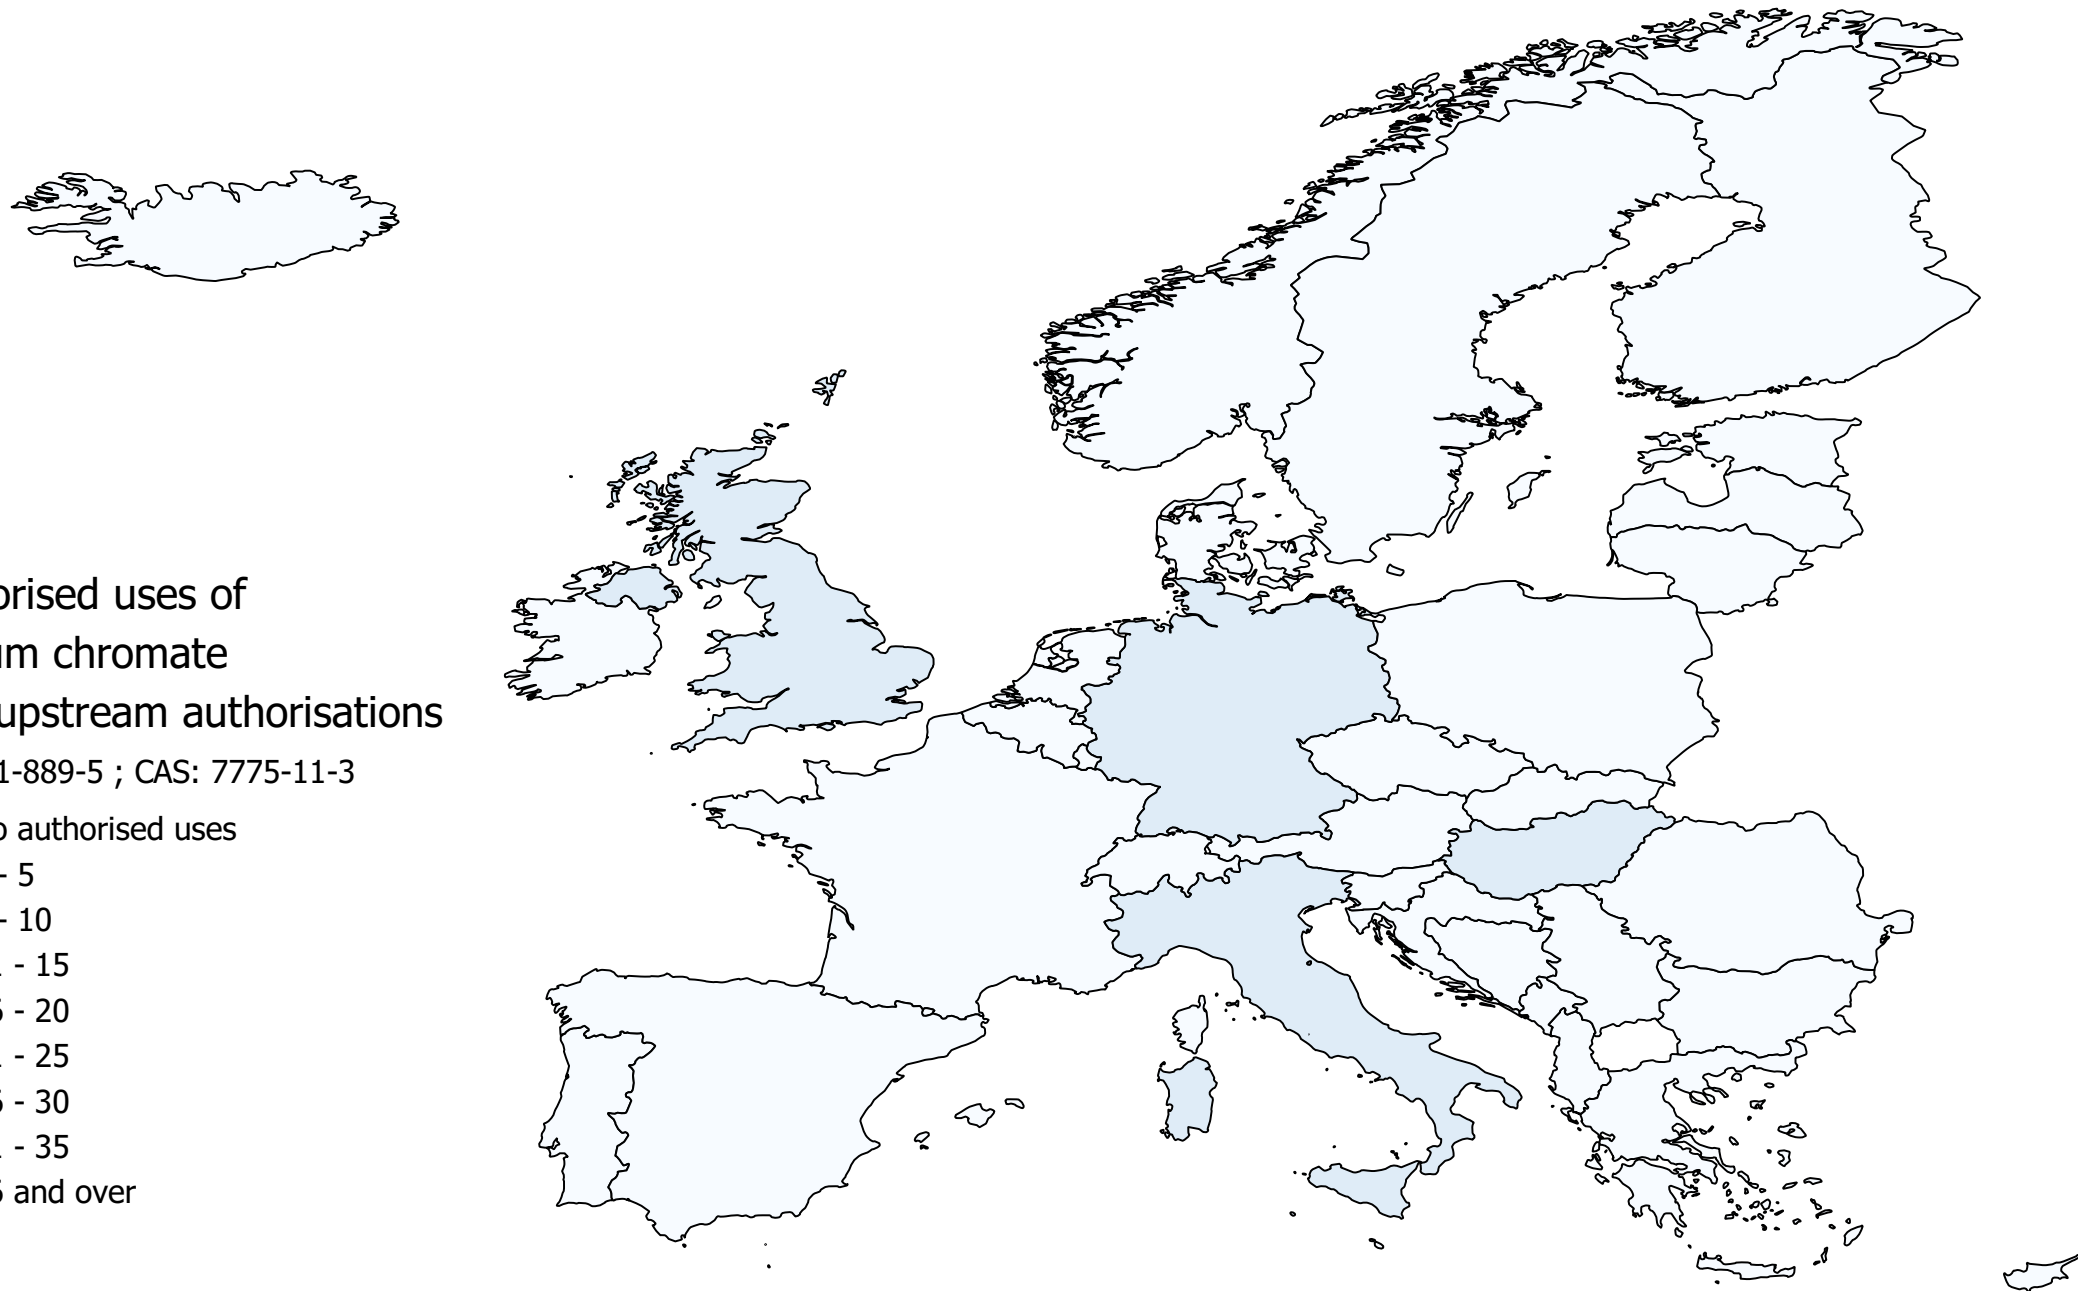 orised uses of
um chromate
upstream authorisations
1-889-5 ; CAS: 7775-11-3
o authorised uses
- 5
- 10
- 15
- 20
- 25
- 30
- 35
and over